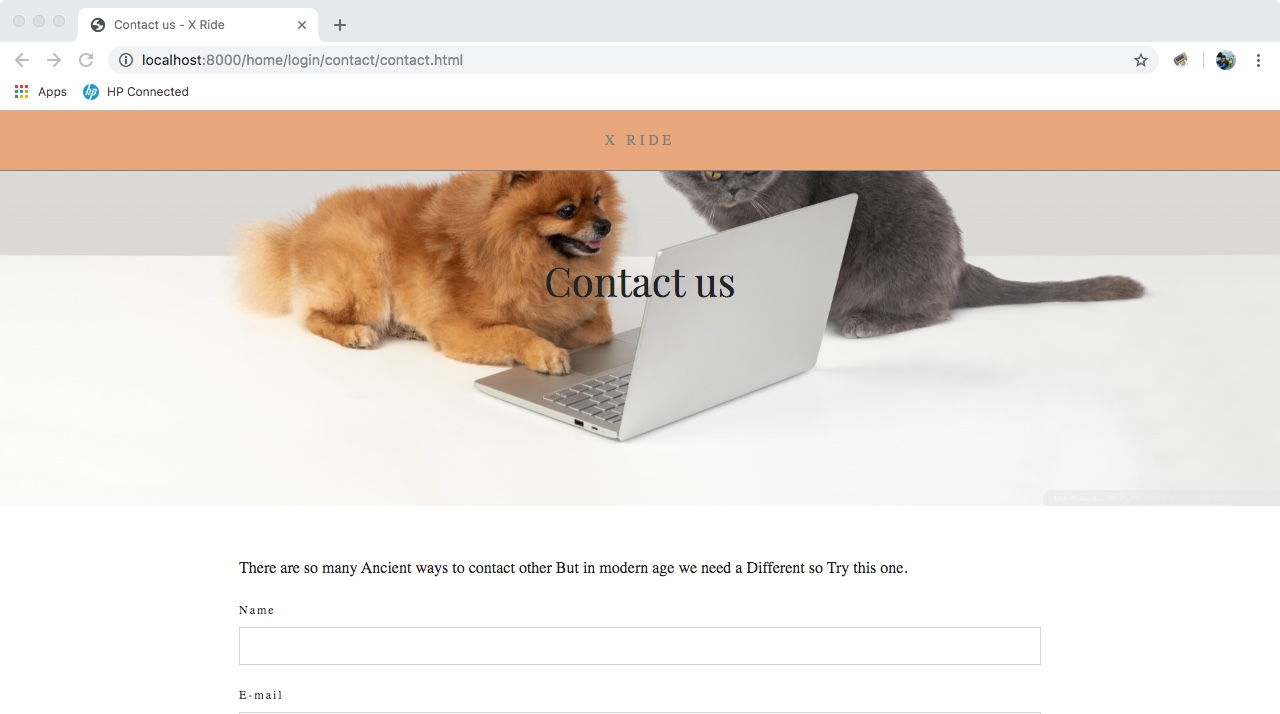 Contact us - X Ride
localhost:8000/home/login/contact/contact.html
Apps
hp
HP Connected
X RIDE
Contact us
There are so many Ancient ways to contact other But in modern age we need a Different so Try this one.
Name
E-mail